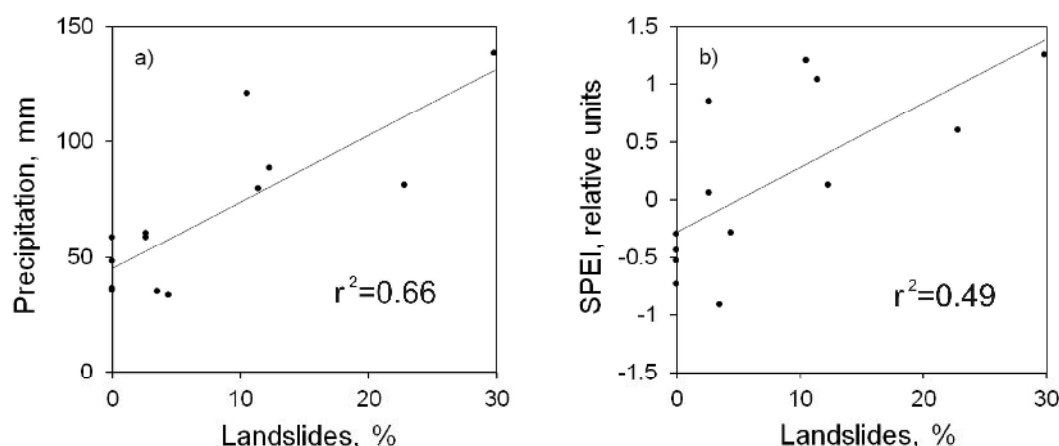 a)
Precipitation, mm
150
100
50
0
r²=0.66
0 10 20 30
Landslides, %
b)
SPEI, relative units
1.5
1
0.5
0
-0.5
-1
-1.5
r²=0.49
0 10 20 30
Landslides, %